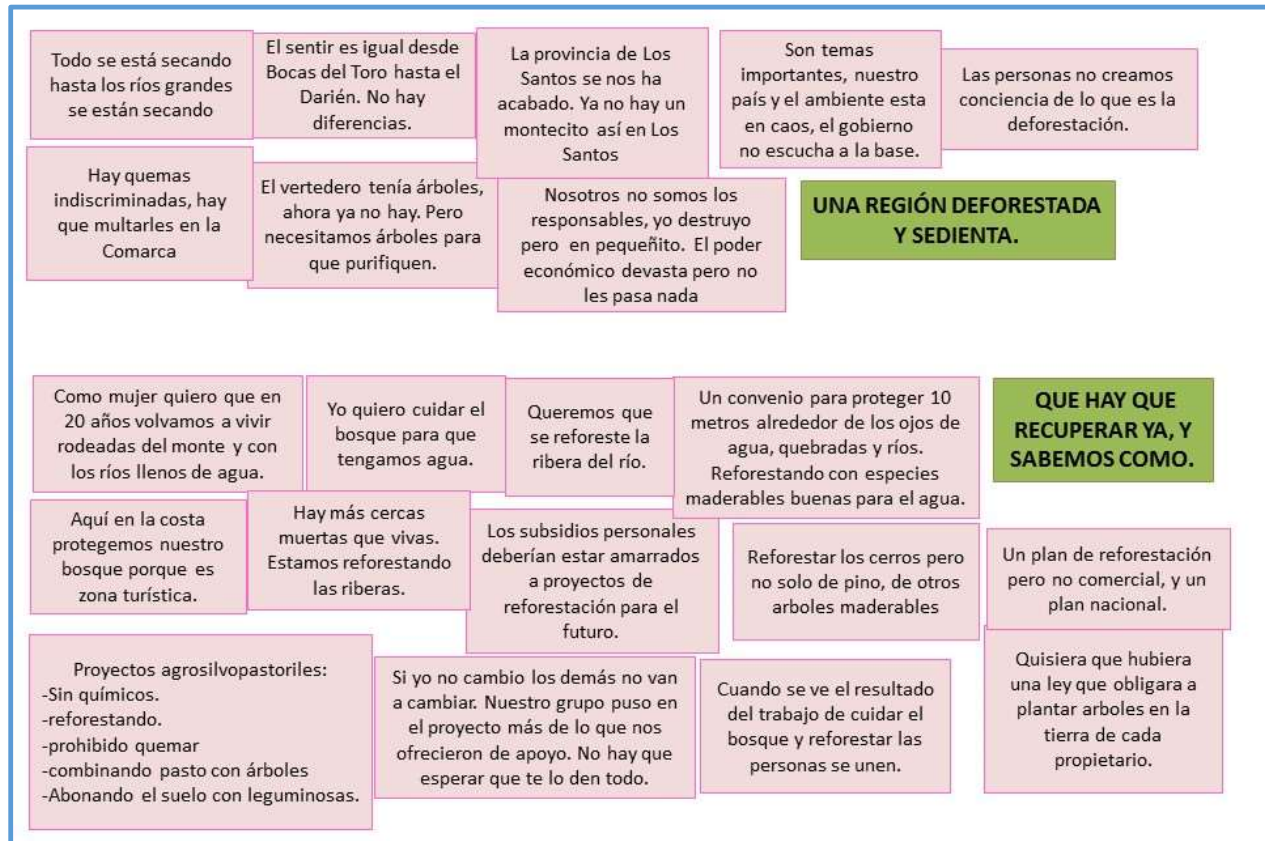 Todo se está secando
hasta los ríos grandes
se están secando
El sentir es igual desde
Bocas del Toro hasta el
Darién. No hay
diferencias.
La provincia de Los
Santos se nos ha
acabado. Ya no hay un
montecito así en Los
Santos
Son temas
importantes, nuestro
país y el ambiente esta
en caos, el gobierno
no escucha a la base.
Las personas no creamos
conciencia de lo que es la
deforestación.
Hay quemas
indiscriminadas, hay
que multarles en la
Comarca
El vertedero tenía árboles,
ahora ya no hay. Pero
necesitamos árboles para
que purifiquen.
Nosotros no somos los
responsables, yo destruyo
pero en pequeñito. El poder
económico devasta pero no
les pasa nada
UNA REGIÓN DEFORESTADA
Y SEDIENTA.
Como mujer quiero que en
20 años volvamos a vivir
rodeadas del monte y con
los ríos llenos de agua.
Yo quiero cuidar el
bosque para que
tengamos agua.
Queremos que
se reforeste la
ribera del río.
Un convenio para proteger 10
metros alrededor de los ojos de
agua, quebradas y ríos.
Reforestando con especies
maderables buenas para el agua.
QUE HAY QUE
RECUPERAR YA, Y
SABEMOS COMO.
Aquí en la costa
protegemos nuestro
bosque porque es
zona turística.
Hay más cercas
muertas que vivas.
Estamos reforestando
las riberas.
Los subsidios personales
deberían estar amarrados
a proyectos de
reforestación para el
futuro.
Reforestar los cerros pero
no solo de pino, de otros
arboles maderables
Un plan de reforestación
pero no comercial, y un
plan nacional.
Proyectos agrosilvopastoriles:
-Sin químicos.
-reforestando.
-prohibido quemar
-combinando pasto con árboles
-Abonando el suelo con leguminosas.
Si yo no cambio los demás no van
a cambiar. Nuestro grupo puso en
el proyecto más de lo que nos
ofrecieron de apoyo. No hay que
esperar que te lo den todo.
Cuando se ve el resultado
del trabajo de cuidar el
bosque y reforestar las
personas se unen.
Quisiera que hubiera
una ley que obligara a
plantar arboles en la
tierra de cada
propietario.